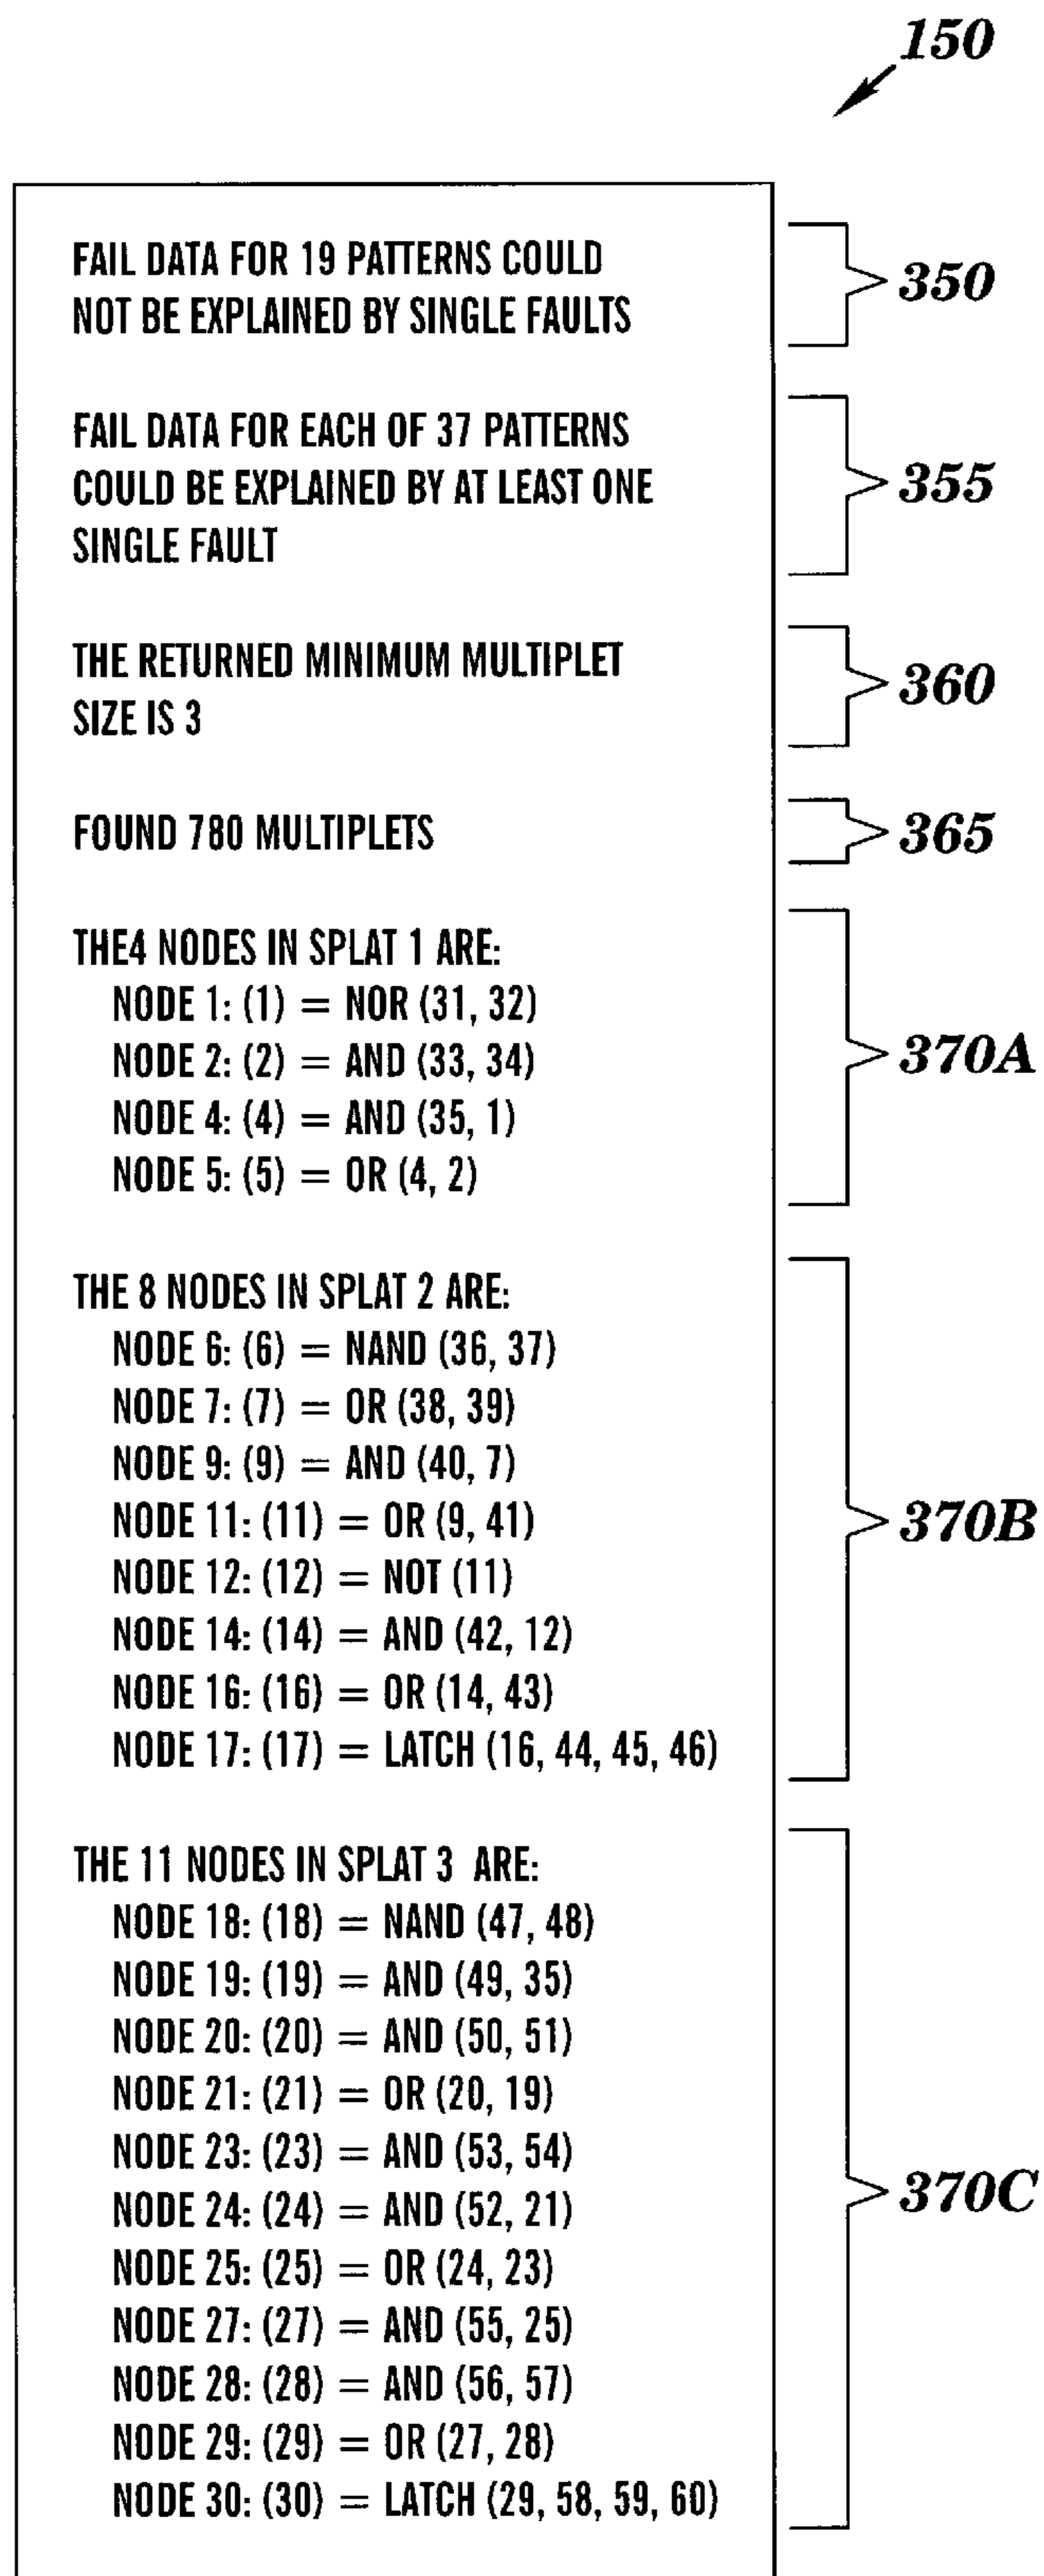 150
FAIL DATA FOR 19 PATTERNS COULD
NOT BE EXPLAINED BY SINGLE FAULTS
350
FAIL DATA FOR EACH OF 37 PATTERNS
COULD BE EXPLAINED BY AT LEAST ONE
SINGLE FAULT
355
THE RETURNED MINIMUM MULTIPLET
SIZE IS 3
360
FOUND 780 MULTIPLETS
365
THE4 NODES IN SPLAT 1 ARE:
NODE 1: (1) = NOR (31, 32)
NODE 2: (2) = AND (33, 34)
NODE 4: (4) = AND (35, 1)
NODE 5: (5) = OR (4, 2)
370A
THE 8 NODES IN SPLAT 2 ARE:
NODE 6: (6) = NAND (36, 37)
NODE 7: (7) = OR (38, 39)
NODE 9: (9) = AND (40, 7)
NODE 11: (11) = OR (9, 41)
NODE 12: (12) = NOT (11)
NODE 14: (14) = AND (42, 12)
NODE 16: (16) = OR (14, 43)
NODE 17: (17) = LATCH (16, 44, 45, 46)
370B
THE 11 NODES IN SPLAT 3 ARE:
NODE 18: (18) = NAND (47, 48)
NODE 19: (19) = AND (49, 35)
NODE 20: (20) = AND (50, 51)
NODE 21: (21) = OR (20, 19)
NODE 23: (23) = AND (53, 54)
NODE 24: (24) = AND (52, 21)
NODE 25: (25) = OR (24, 23)
NODE 27: (27) = AND (55, 25)
NODE 28: (28) = AND (56, 57)
NODE 29: (29) = OR (27, 28)
NODE 30: (30) = LATCH (29, 58, 59, 60)
370C